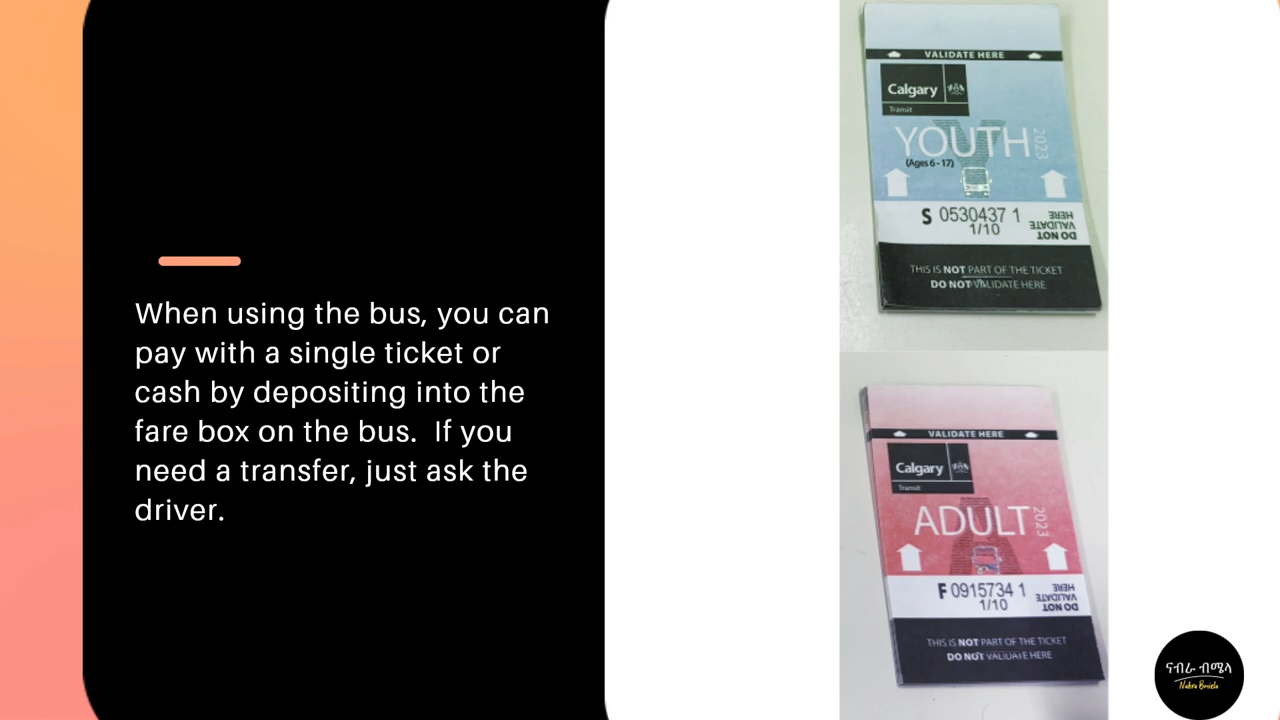 When using the bus, you can
pay with a single ticket or
cash by depositing into the
fare box on the bus.  If you
need a transfer, just ask the
driver.
VALIDATE HERE
Calgary
Transit
YOUTH 2023
(Ages 6 - 17)
S 0530437 1
1/10
DO NOT
VALIDATE
HERE
THIS IS NOT PART OF THE TICKET
DO NOT VALIDATE HERE
VALIDATE HERE
Calgary
Transit
ADULT 2023
F 0915734 1
1/10
DO NOT
VALIDATE
HERE
THIS IS NOT PART OF THE TICKET
DO NOT VALIDATE HERE
ናብራ ብሜላ
Nabra Bmiela